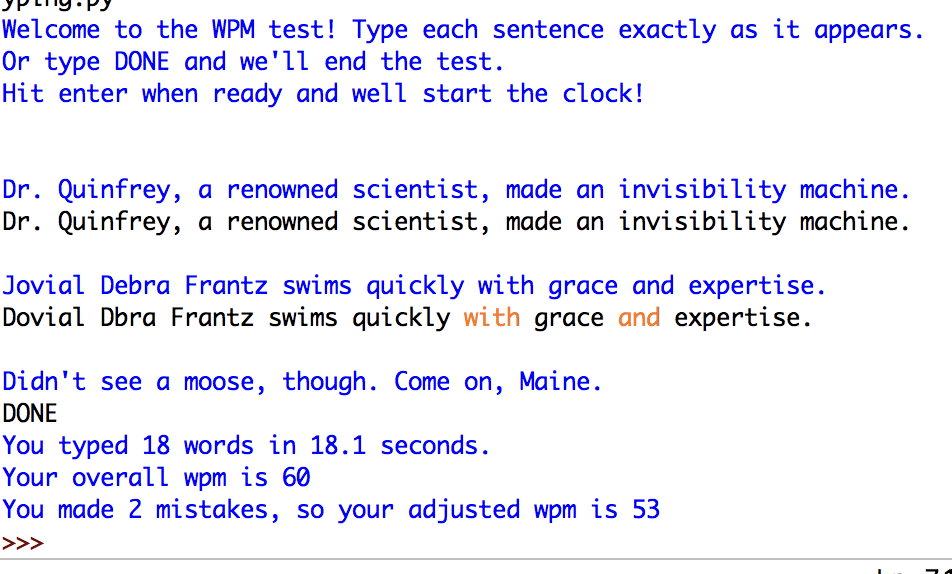 yping.py
Welcome to the WPM test! Type each sentence exactly as it appears.
Or type DONE and we'll end the test.
Hit enter when ready and well start the clock!
Dr. Quinfrey, a renowned scientist, made an invisibility machine.
Dr. Quinfrey, a renowned scientist, made an invisibility machine.
Jovial Debra Frantz swims quickly with grace and expertise.
Dovial Dbra Frantz swims quickly with grace and expertise.
Didn't see a moose, though. Come on, Maine.
DONE
You typed 18 words in 18.1 seconds.
Your overall wpm is 60
You made 2 mistakes, so your adjusted wpm is 53
>>>